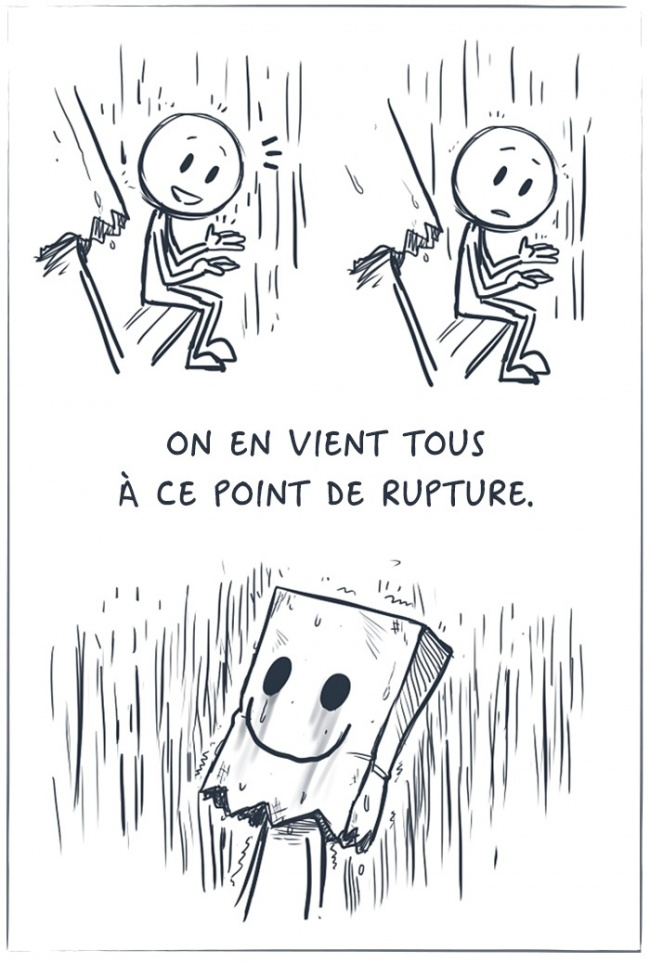 ON EN VIENT TOUS
À CE POINT DE RUPTURE.